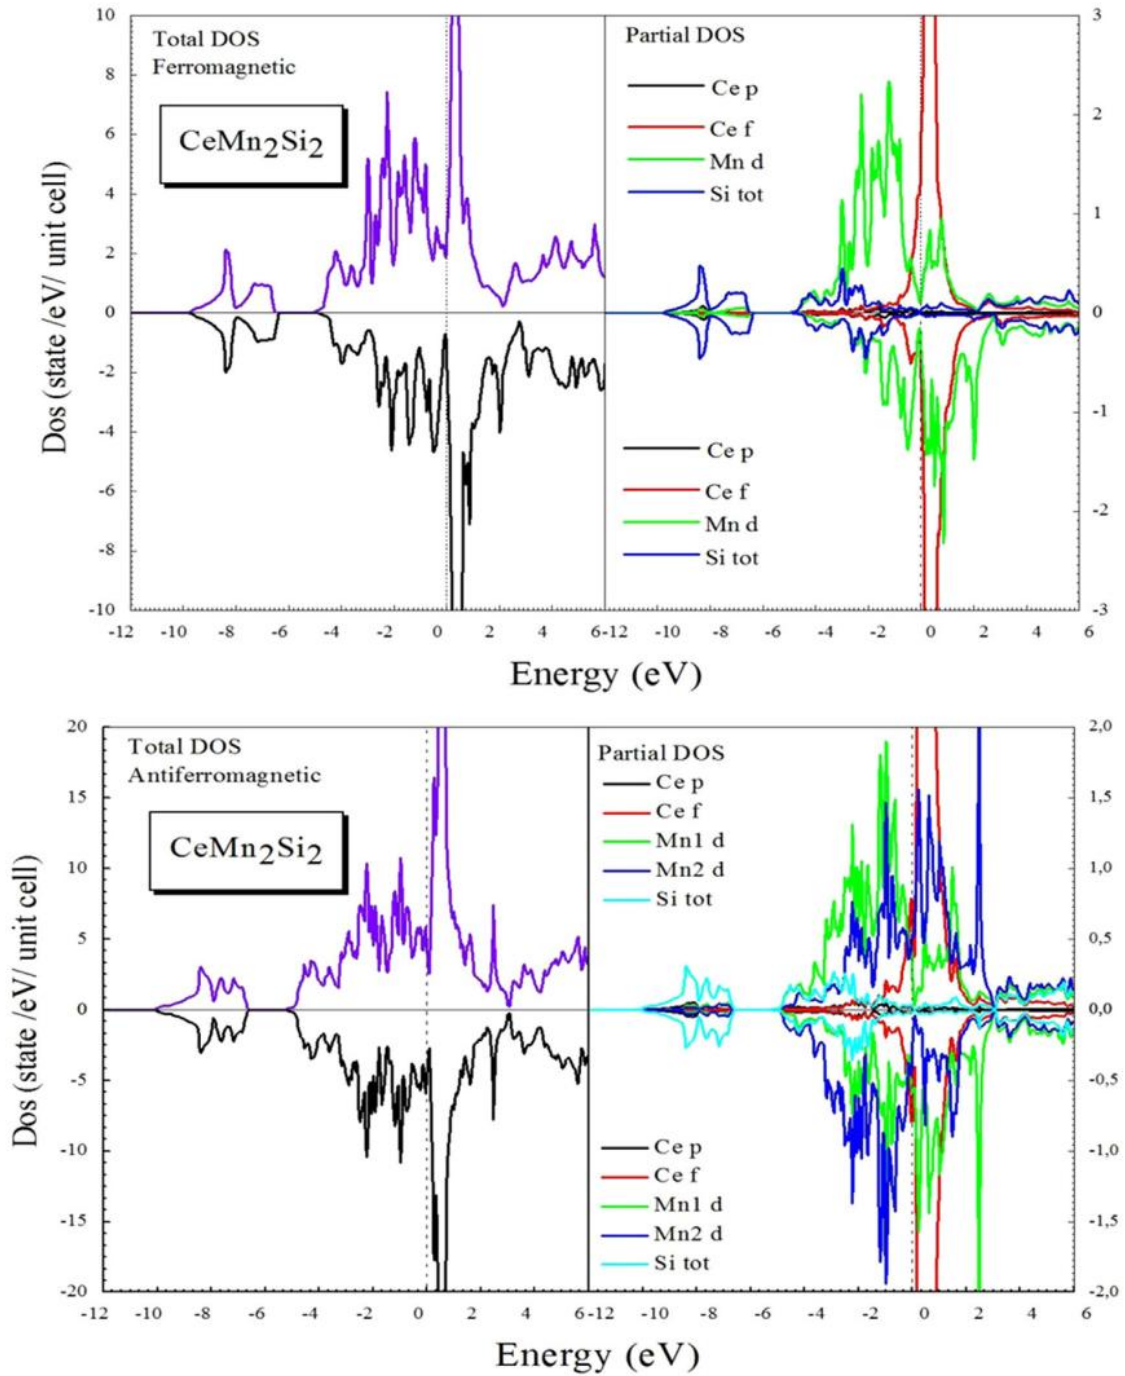 Total DOS
Ferromagnetic
CeMn2Si2
Partial DOS
Ce p
Ce f
Mn d
Si tot
Ce p
Ce f
Mn d
Si tot
10
8
6
4
2
0
-2
-4
-6
-8
-10
3
2
1
0
-1
-2
-3
Dos (state /eV/ unit cell)
-12 -10 -8 -6 -4 -2 0 2 4 6 -12 -10 -8 -6 -4 -2 0 2 4 6
Energy (eV)
Total DOS
Antiferromagnetic
CeMn2Si2
Partial DOS
Ce p
Ce f
Mn1 d
Mn2 d
Si tot
Ce p
Ce f
Mn1 d
Mn2 d
Si tot
20
15
10
5
0
-5
-10
-15
-20
2,0
1,5
1,0
0,5
0,0
-0,5
-1,0
-1,5
-2,0
Dos (state /eV/ unit cell)
-12 -10 -8 -6 -4 -2 0 2 4 6 -12 -10 -8 -6 -4 -2 0 2 4 6
Energy (eV)